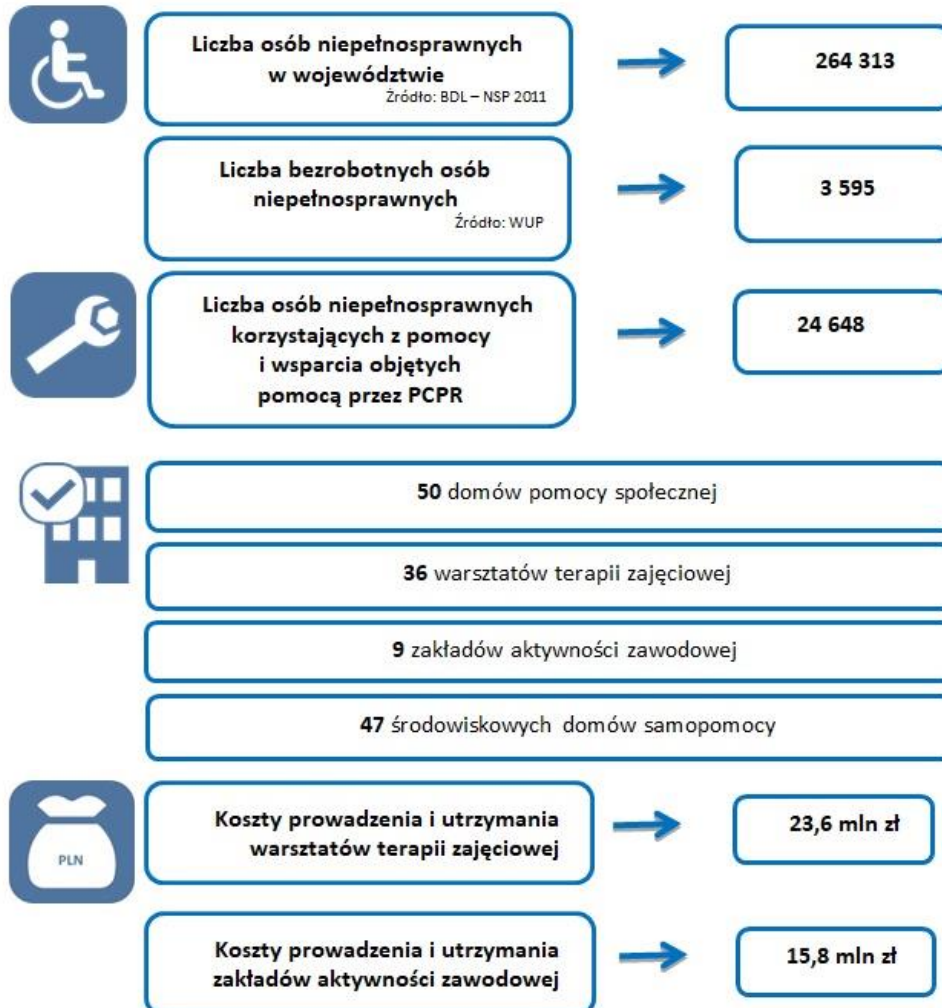 Liczba osób niepełnosprawnych
w województwie
Źródło: BDL – NSP 2011
264 313
Liczba bezrobotnych osób
niepełnosprawnych
Źródło: WUP
3 595
Liczba osób niepełnosprawnych
korzystających z pomocy
i wsparcia objętych
pomocą przez PCPR
24 648
50 domów pomocy społecznej
36 warsztatów terapii zajęciowej
9 zakładów aktywności zawodowej
47 środowiskowych domów samopomocy
PLN
Koszty prowadzenia i utrzymania
warsztatów terapii zajęciowej
23,6 mln zł
Koszty prowadzenia i utrzymania
zakładów aktywności zawodowej
15,8 mln zł